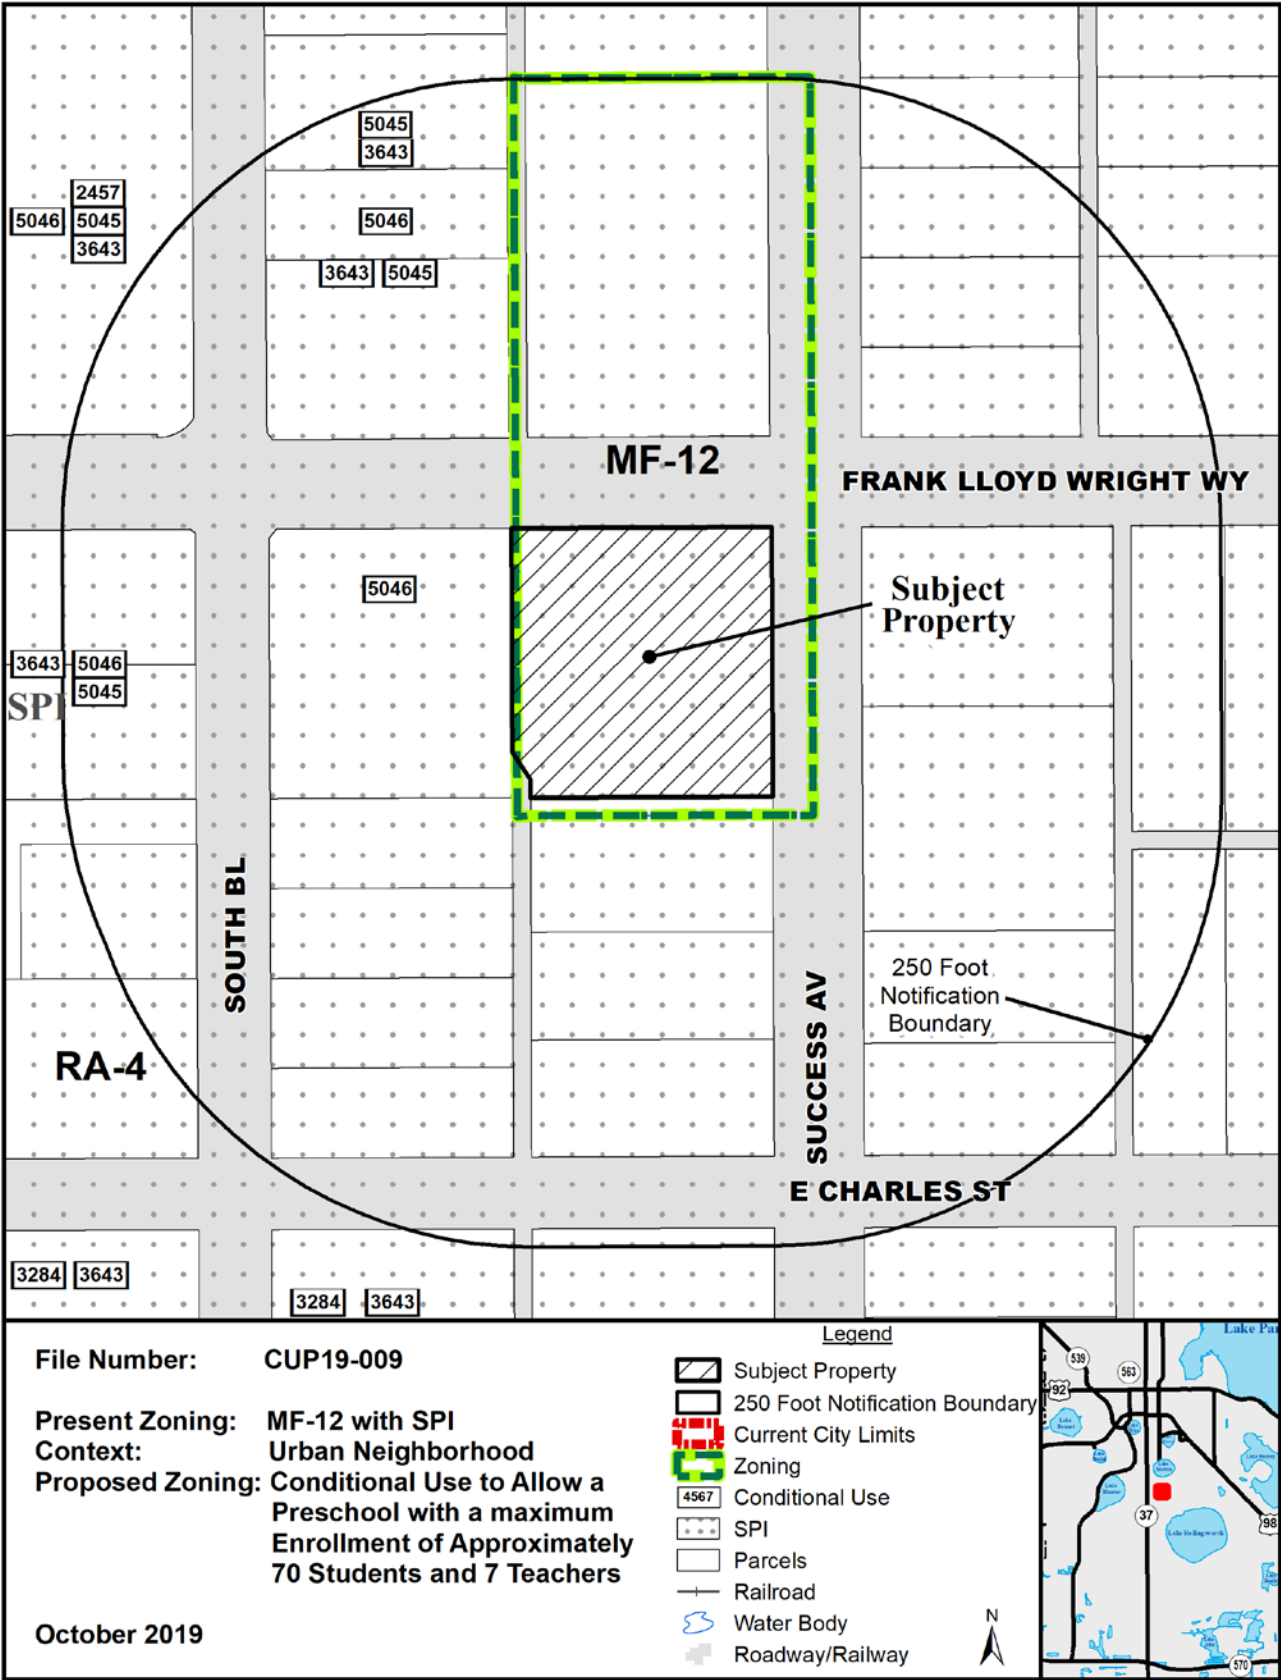 5045
3643
2457
5046 5045
3643
5046
3643 5045
MF-12
FRANK LLOYD WRIGHT WY
5046
Subject
Property
3643 5046
5045
SPI
SOUTH BL
SUCCESS AV
250 Foot
Notification
Boundary
RA-4
E CHARLES ST
3284 3643
3284 3643
File Number: CUP19-009
Present Zoning: MF-12 with SPI
Context: Urban Neighborhood
Proposed Zoning: Conditional Use to Allow a
Preschool with a maximum
Enrollment of Approximately
70 Students and 7 Teachers
October 2019
Legend
Subject Property
250 Foot Notification Boundary
Current City Limits
Zoning
4567 Conditional Use
SPI
Parcels
Railroad
Water Body
Roadway/Railway
N
Lake Par
539
563
92
37
98
Lake Hollingsworth
570